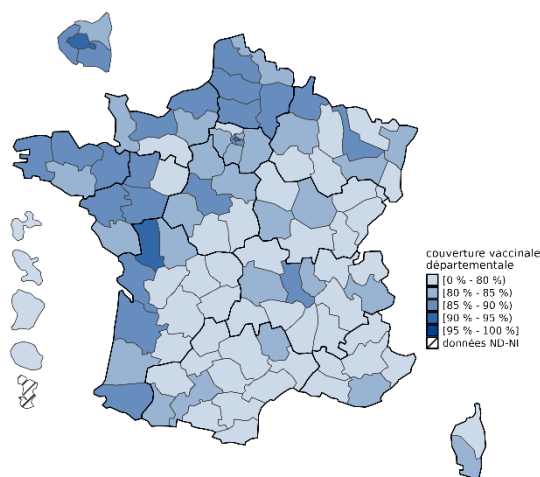 couverture vaccinale
départementale
[0 % - 80 %)
[80 % - 85 %)
[85 % - 90 %)
[90 % - 95 %)
[95 % - 100 %]
données ND-NI